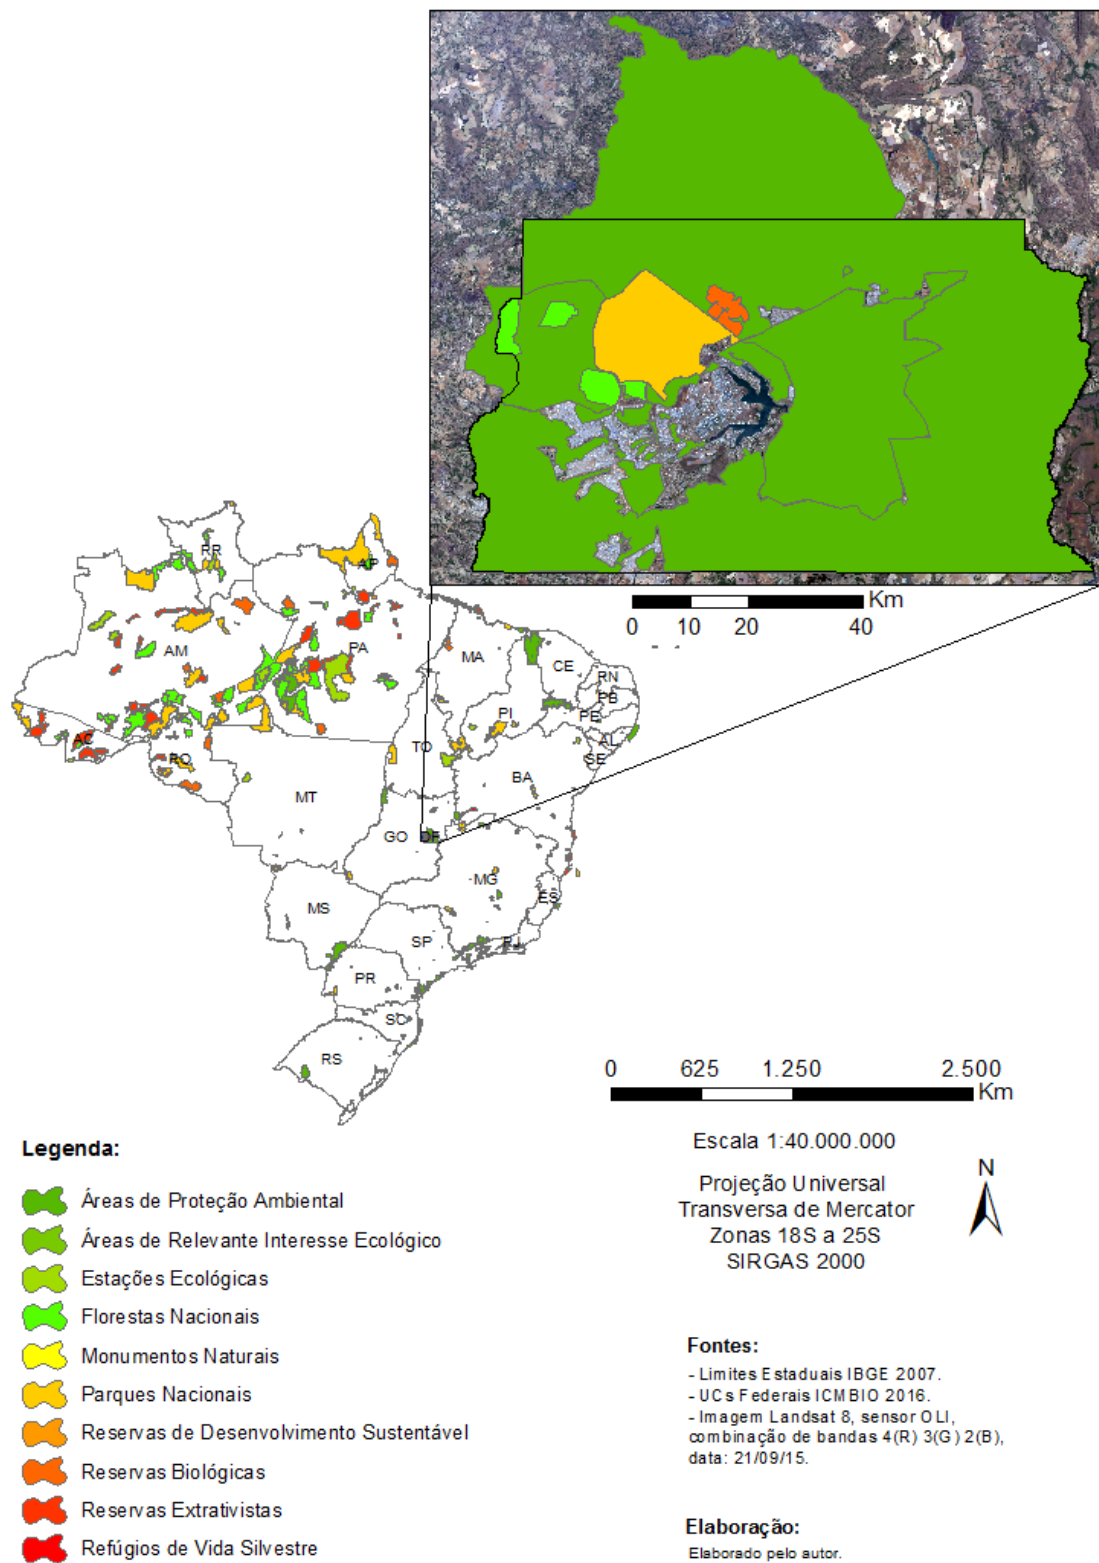 Km
0 10 20 40
RR
AP
AM
PA
MA
CE
RN
PB
PI
PE
AC
TO
AL
RO
SE
BA
MT
GO
DF
MG
ES
MS
SP
RJ
PR
SC
RS
0 625 1.250 2.500
Km
Escala 1:40.000.000
Projeção Universal
Transversa de Mercator
Zonas 18S a 25S
SIRGAS 2000
N
Legenda:
Áreas de Proteção Ambiental
Áreas de Relevante Interesse Ecológico
Estações Ecológicas
Florestas Nacionais
Monumentos Naturais
Parques Nacionais
Reservas de Desenvolvimento Sustentável
Reservas Biológicas
Reservas Extrativistas
Refúgios de Vida Silvestre
Fontes:
- Limites Estaduais IBGE 2007.
- UCs Federais ICMBIO 2016.
- Imagem Landsat 8, sensor OLI,
combinação de bandas 4(R) 3(G) 2(B),
data: 21/09/15.
Elaboração:
Elaborado pelo autor.